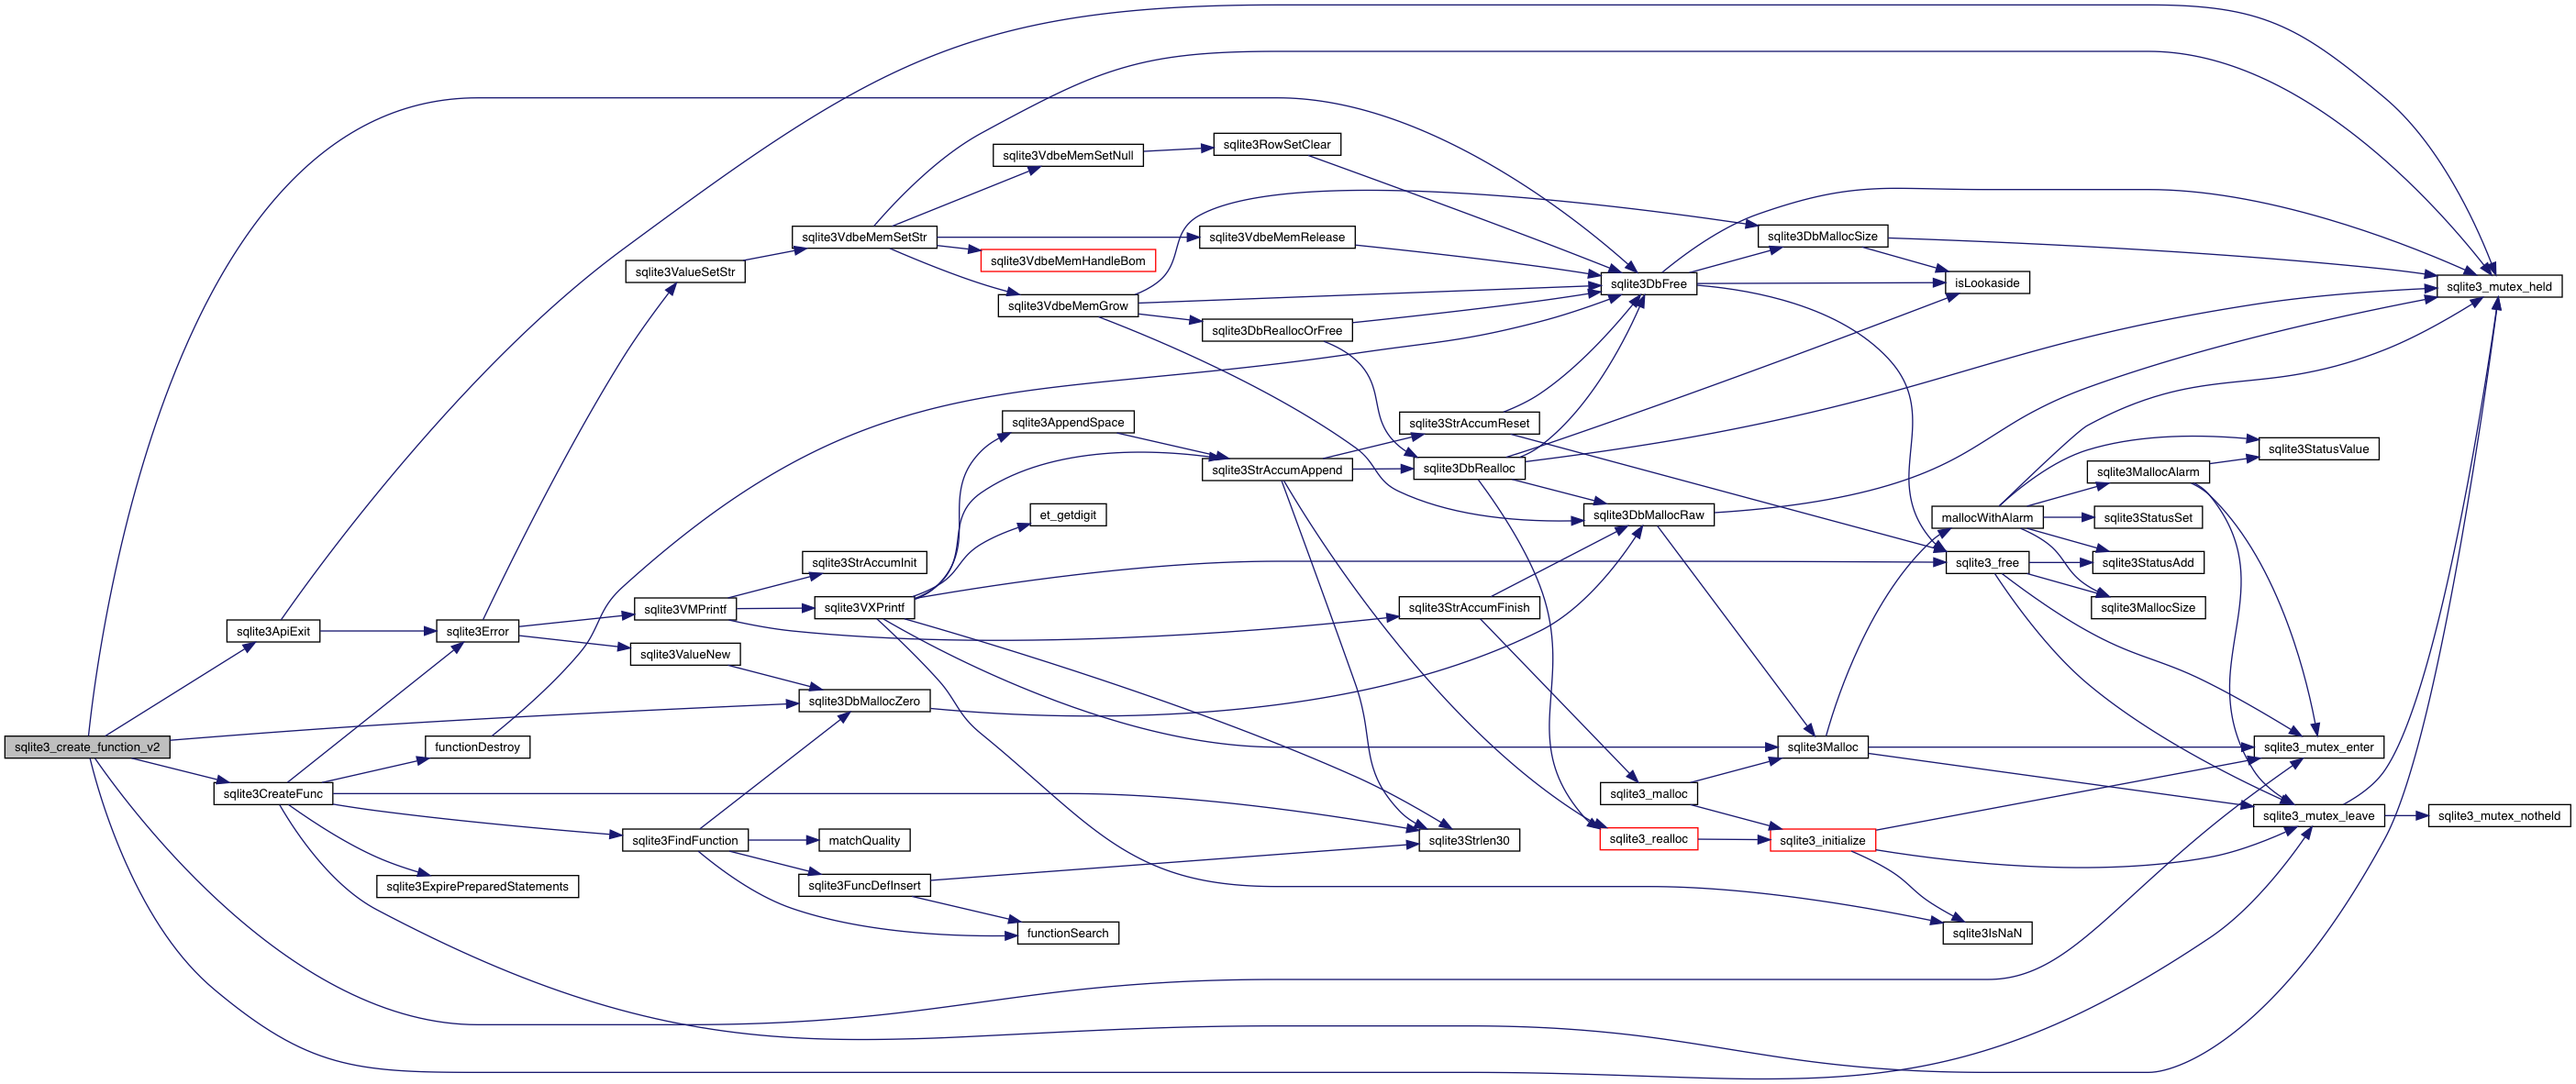 sqlite3_create_function_v2
sqlite3ApiExit
sqlite3CreateFunc
sqlite3Error
functionDestroy
sqlite3ExpirePreparedStatements
sqlite3ValueSetStr
sqlite3VMPrintf
sqlite3ValueNew
sqlite3FindFunction
sqlite3VdbeMemSetStr
sqlite3StrAccumInit
sqlite3VXPrintf
sqlite3DbMallocZero
matchQuality
sqlite3FuncDefInsert
sqlite3VdbeMemSetNull
sqlite3VdbeMemHandleBom
sqlite3VdbeMemGrow
sqlite3AppendSpace
et_getdigit
functionSearch
sqlite3RowSetClear
sqlite3VdbeMemRelease
sqlite3DbReallocOrFree
sqlite3StrAccumAppend
sqlite3StrAccumReset
sqlite3DbRealloc
sqlite3StrAccumFinish
sqlite3Strlen30
sqlite3DbFree
sqlite3DbMallocRaw
sqlite3_malloc
sqlite3_realloc
sqlite3DbMallocSize
sqlite3Malloc
sqlite3_initialize
isLookaside
mallocWithAlarm
sqlite3_free
sqlite3IsNaN
sqlite3MallocAlarm
sqlite3StatusSet
sqlite3StatusAdd
sqlite3MallocSize
sqlite3StatusValue
sqlite3_mutex_enter
sqlite3_mutex_leave
sqlite3_mutex_held
sqlite3_mutex_notheld